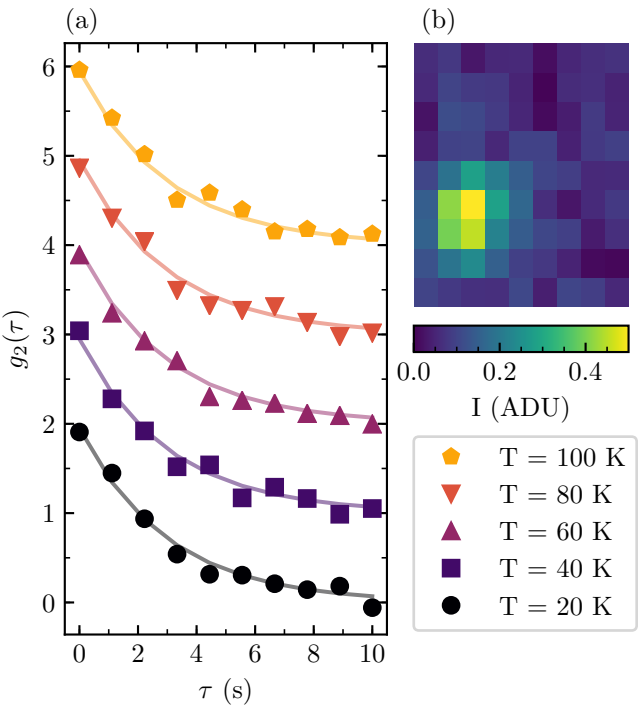 (a)
6
5
4
3
2
1
0
g₂(τ)
0 2 4 6 8 10
τ (s)
(b)
0.0 0.2 0.4
I (ADU)
T = 100 K
T = 80 K
T = 60 K
T = 40 K
T = 20 K